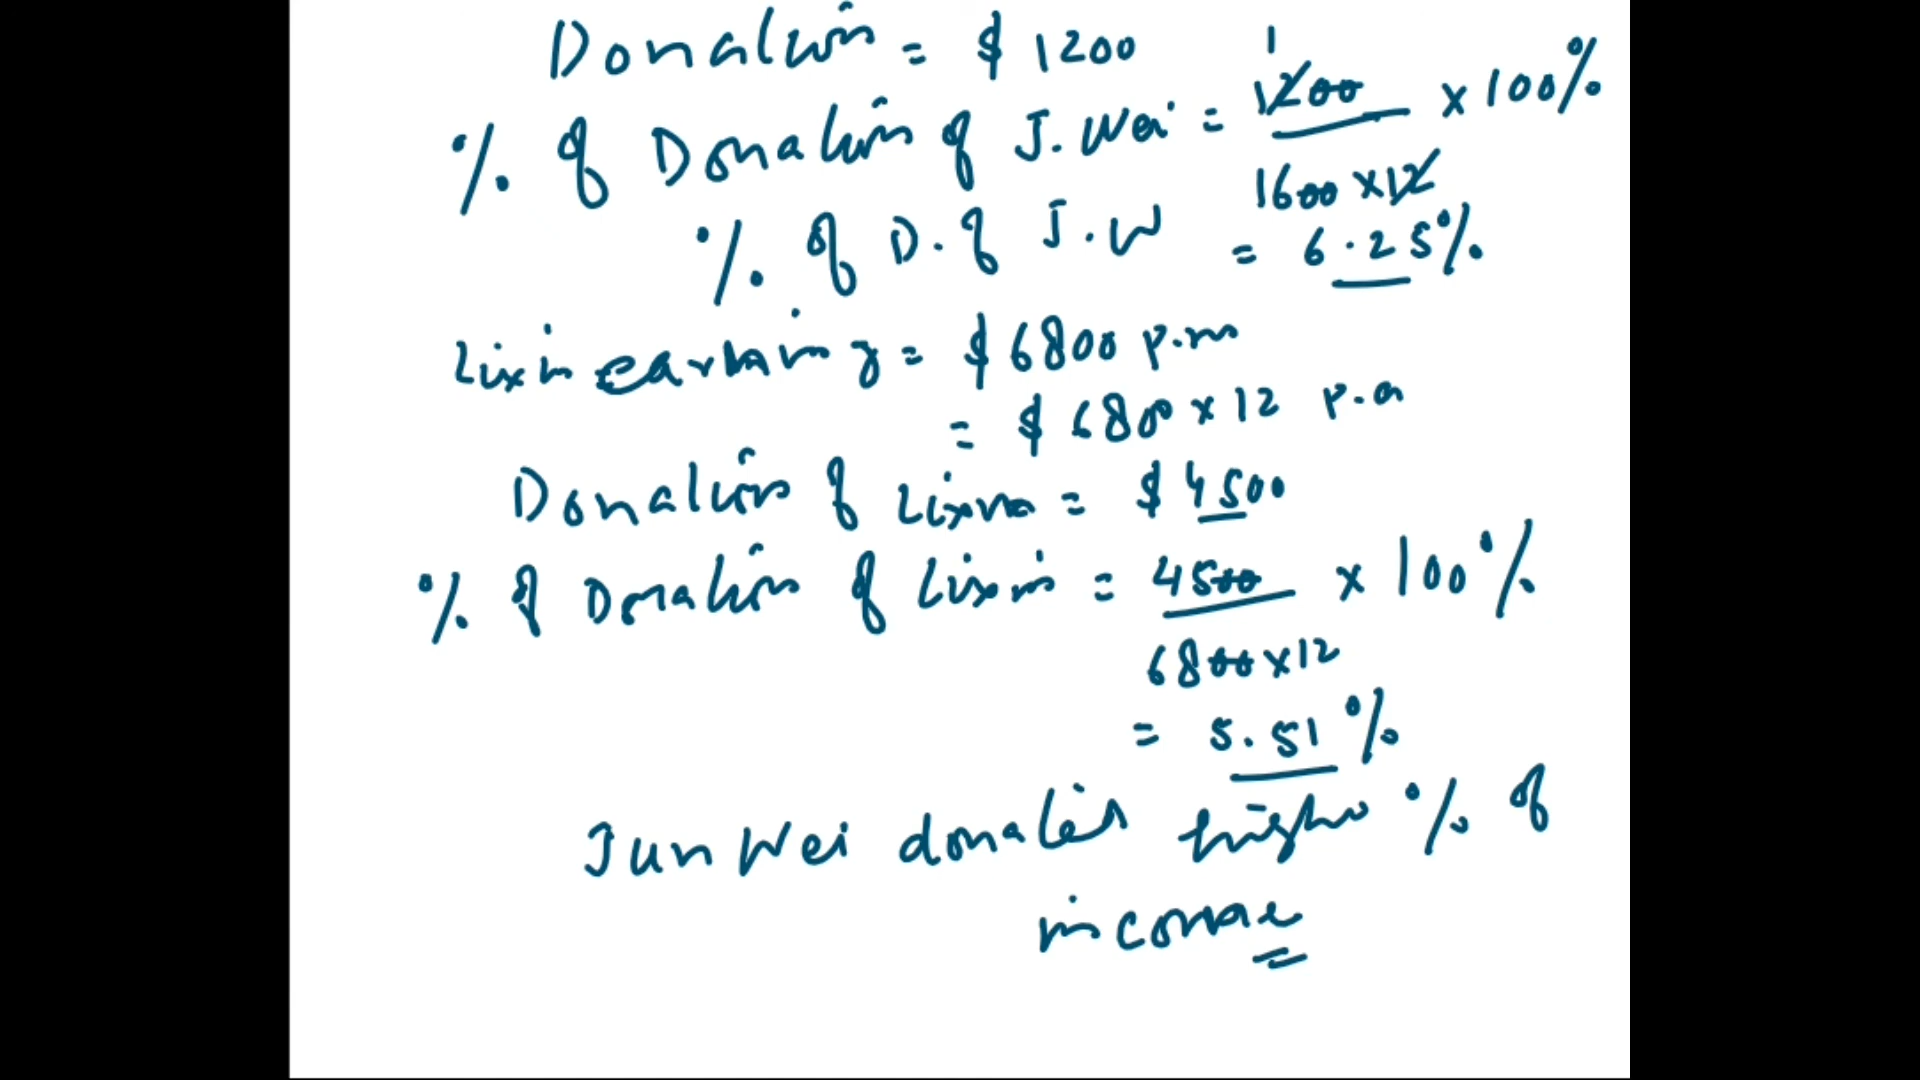 Donation = $ 1200
% of Donation of J. Wei = 1200 / 1600 x 12 x 100%
1
% of D. of J. W = 6.25%
Lixin earning = $ 6800 p.m
= $ 6800 x 12 p.a
Donation of Lixin = $ 4500
% of Donation of Lixin = 4500 x 100%
6800 x 12
= 5.51 %
Jun Wei donates higher % of
income